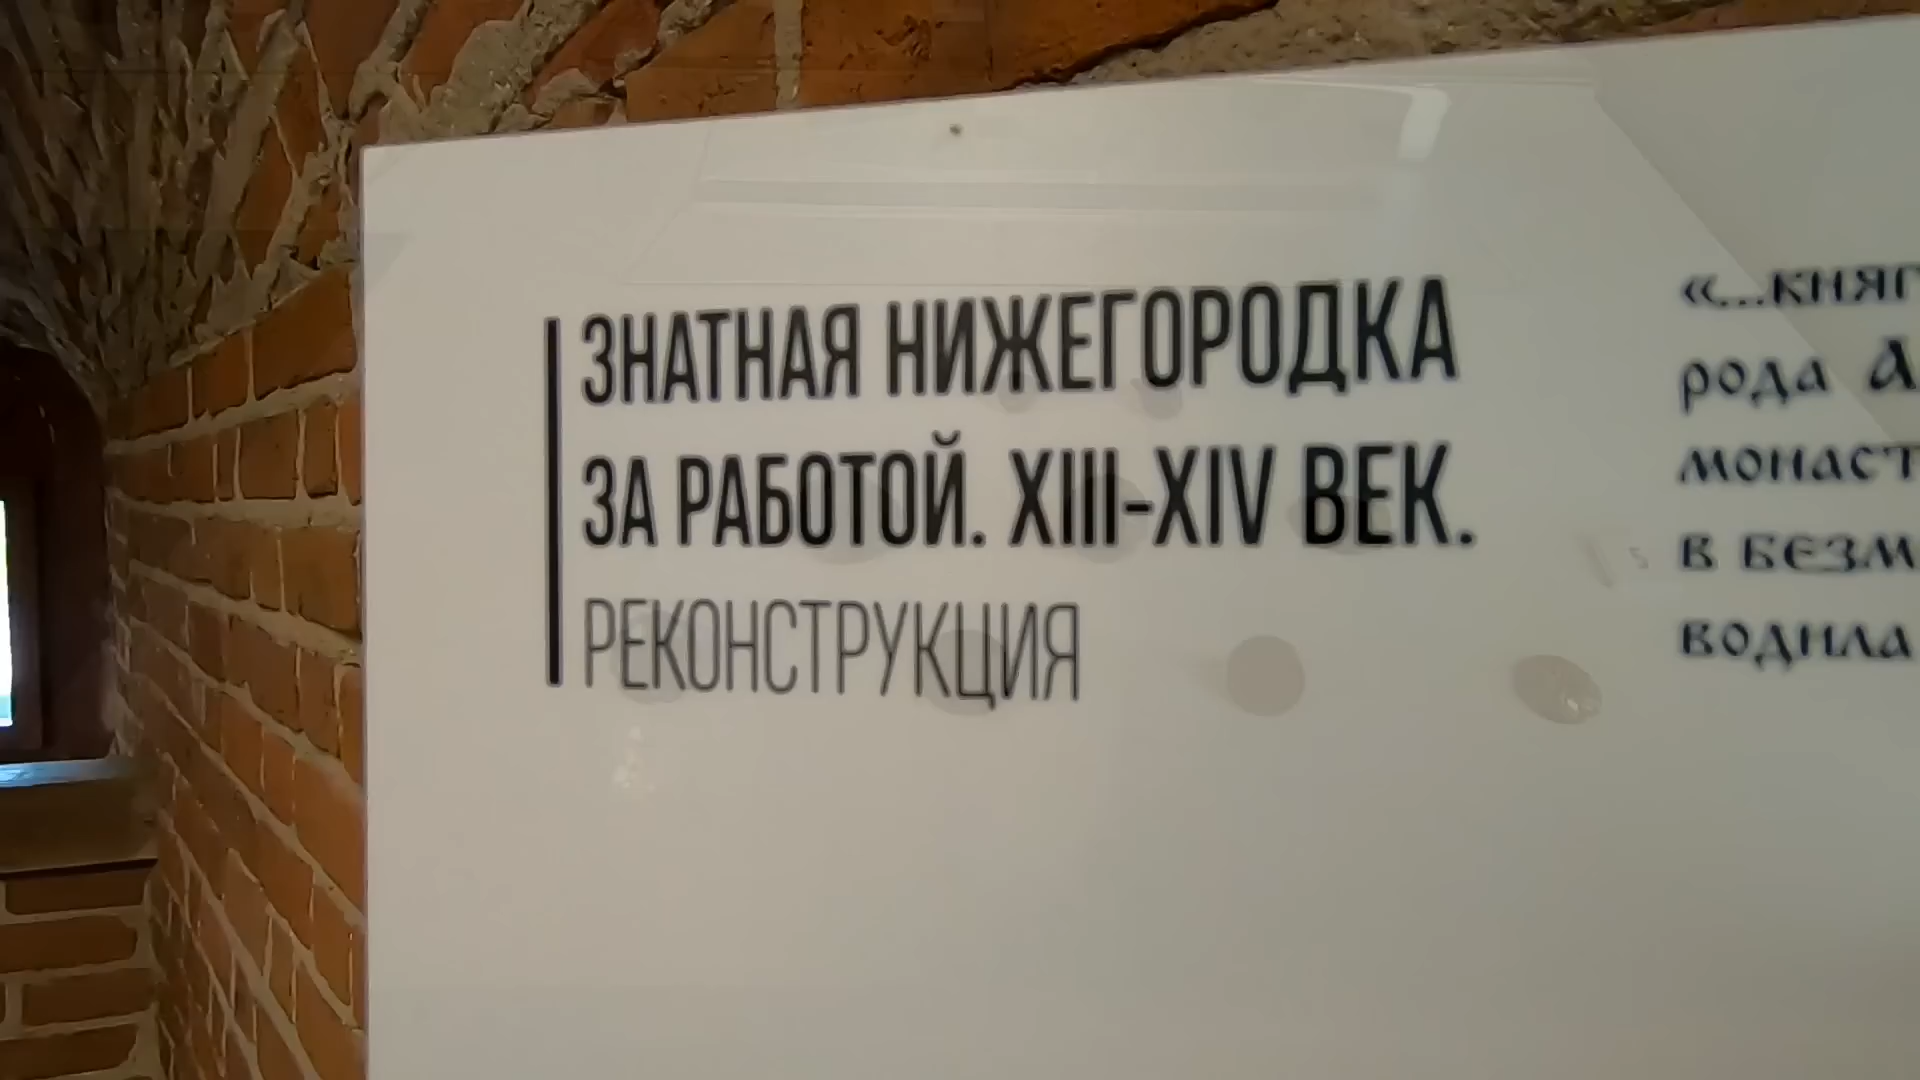 ЗНАТНАЯ НИЖЕГОРОДКА
ЗА РАБОТОЙ. XIII-XIV ВЕК.
РЕКОНСТРУКЦИЯ
«...княг
рода А
монаст
в безм
водила